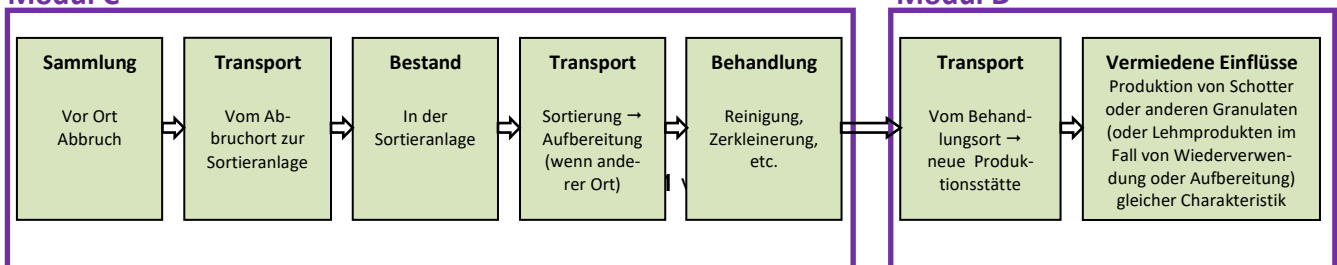 Modul C
Modul D
Sammlung
Vor Ort
Abbruch
Transport
Vom Ab-
bruchort zur
Sortieranlage
Bestand
In der
Sortieranlage
Transport
Sortierung →
Aufbereitung
(wenn ande-
rer Ort)
Behandlung
Reinigung,
Zerkleinerung,
etc.
Transport
Vom Behand-
lungsort →
neue Produk-
tionsstätte
Vermiedene Einflüsse
Produktion von Schotter
oder anderen Granulaten
(oder Lehmprodukten im
Fall von Wiederverwen-
dung oder Aufbereitung)
gleicher Charakteristik